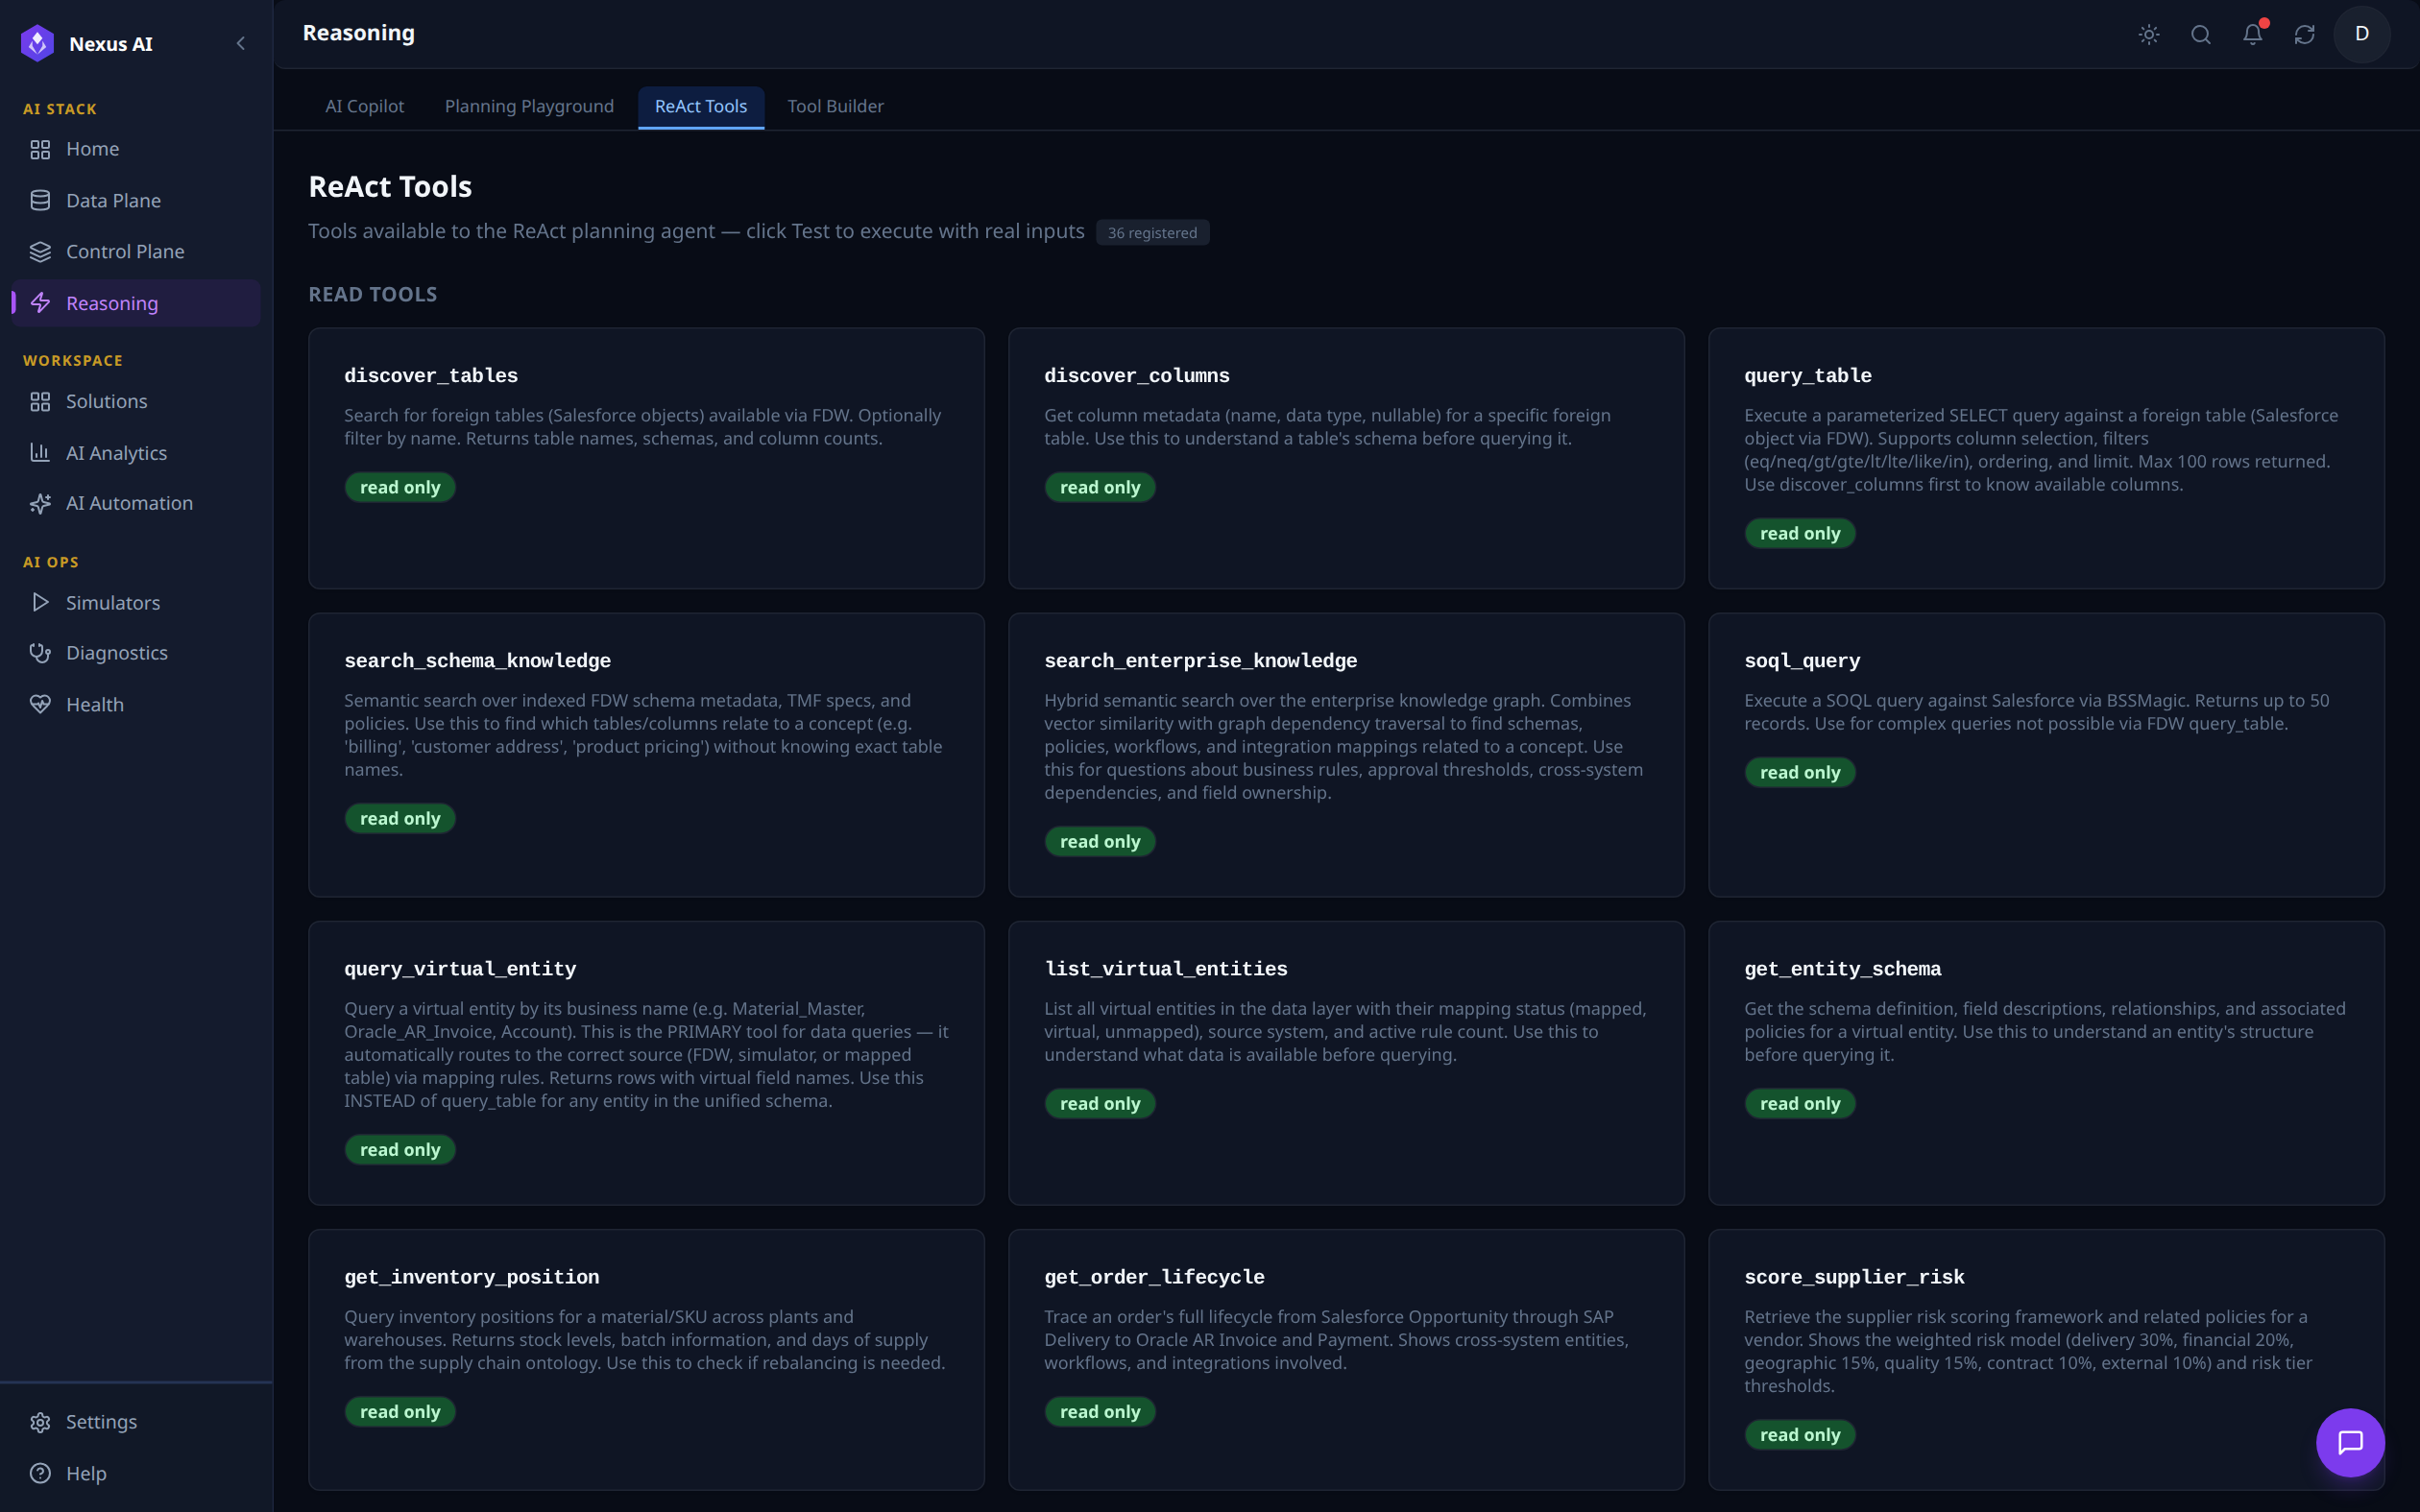 Nexus AI
AI STACK
Home
Data Plane
Control Plane
Reasoning
WORKSPACE
Solutions
AI Analytics
AI Automation
AI OPS
Simulators
Diagnostics
Health
Settings
Help
Reasoning
D
AI Copilot
Planning Playground
ReAct Tools
Tool Builder
ReAct Tools
Tools available to the ReAct planning agent — click Test to execute with real inputs 36 registered
READ TOOLS
discover_tables
Search for foreign tables (Salesforce objects) available via FDW. Optionally
filter by name. Returns table names, schemas, and column counts.
read only
discover_columns
Get column metadata (name, data type, nullable) for a specific foreign
table. Use this to understand a table's schema before querying it.
read only
query_table
Execute a parameterized SELECT query against a foreign table (Salesforce
object via FDW). Supports column selection, filters
(eq/neq/gt/gte/lt/lte/like/in), ordering, and limit. Max 100 rows returned.
Use discover_columns first to know available columns.
read only
search_schema_knowledge
Semantic search over indexed FDW schema metadata, TMF specs, and
policies. Use this to find which tables/columns relate to a concept (e.g.
'billing', 'customer address', 'product pricing') without knowing exact table
names.
read only
search_enterprise_knowledge
Hybrid semantic search over the enterprise knowledge graph. Combines
vector similarity with graph dependency traversal to find schemas,
policies, workflows, and integration mappings related to a concept. Use
this for questions about business rules, approval thresholds, cross-system
dependencies, and field ownership.
read only
soql_query
Execute a SOQL query against Salesforce via BSSMagic. Returns up to 50
records. Use for complex queries not possible via FDW query_table.
read only
query_virtual_entity
Query a virtual entity by its business name (e.g. Material_Master,
Oracle_AR_Invoice, Account). This is the PRIMARY tool for data queries — it
automatically routes to the correct source (FDW, simulator, or mapped
table) via mapping rules. Returns rows with virtual field names. Use this
INSTEAD of query_table for any entity in the unified schema.
read only
list_virtual_entities
List all virtual entities in the data layer with their mapping status (mapped,
virtual, unmapped), source system, and active rule count. Use this to
understand what data is available before querying.
read only
get_entity_schema
Get the schema definition, field descriptions, relationships, and associated
policies for a virtual entity. Use this to understand an entity's structure
before querying it.
read only
get_inventory_position
Query inventory positions for a material/SKU across plants and
warehouses. Returns stock levels, batch information, and days of supply
from the supply chain ontology. Use this to check if rebalancing is needed.
read only
get_order_lifecycle
Trace an order's full lifecycle from Salesforce Opportunity through SAP
Delivery to Oracle AR Invoice and Payment. Shows cross-system entities,
workflows, and integrations involved.
read only
score_supplier_risk
Retrieve the supplier risk scoring framework and related policies for a
vendor. Shows the weighted risk model (delivery 30%, financial 20%,
geographic 15%, quality 15%, contract 10%, external 10%) and risk tier
thresholds.
read only